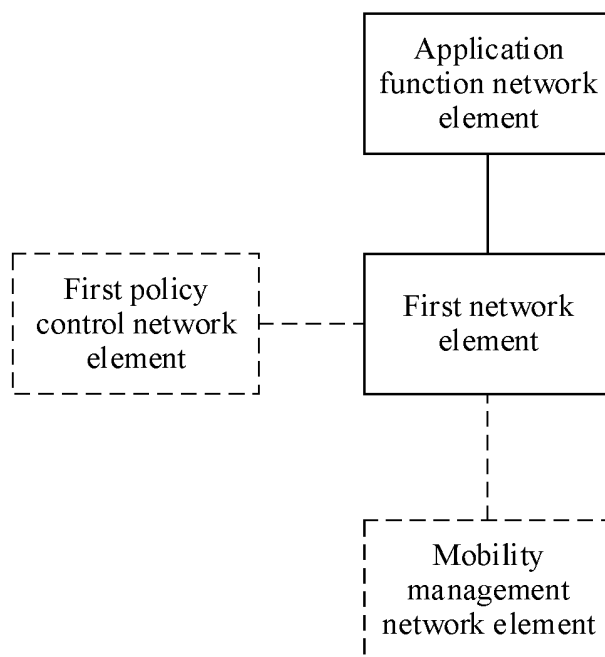 Application
function network
element
First policy
control network
element
First network
element
Mobility
management
network element